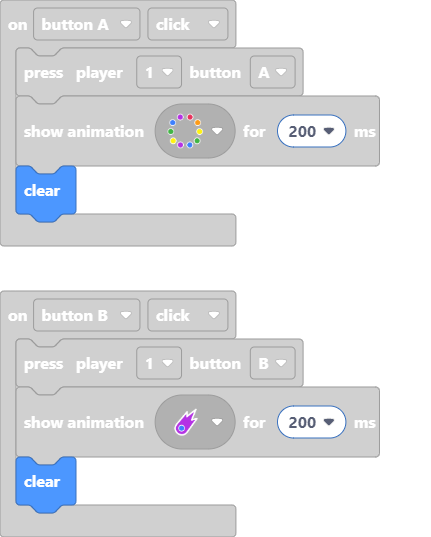 on button A click
press player 1 button A
show animation for 200 ms
clear
on button B click
press player 1 button B
show animation for 200 ms
clear